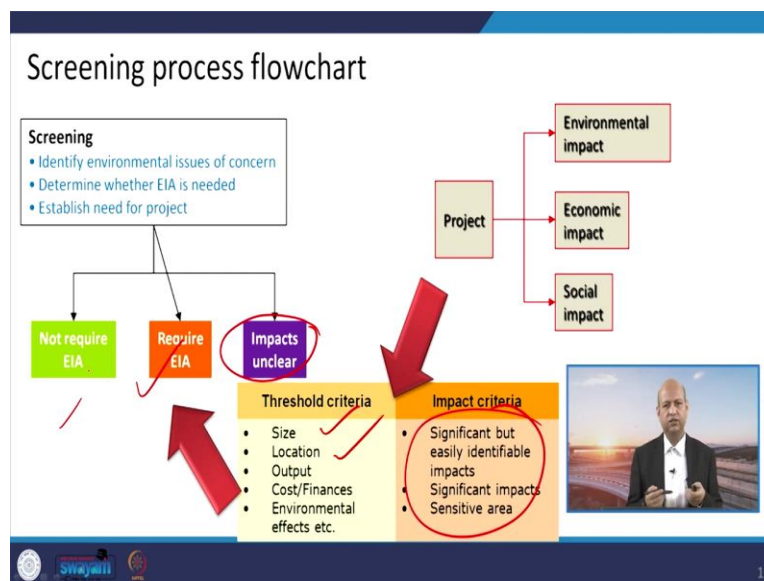 Screening process flowchart
Screening
• Identify environmental issues of concern
• Determine whether EIA is needed
• Establish need for project
Not require
EIA
Require
EIA
Impacts
unclear
Project
Environmental
impact
Economic
impact
Social
impact
Threshold criteria
• Size
• Location
• Output
• Cost/Finances
• Environmental
effects etc.
Impact criteria
• Significant but
easily identifiable
impacts
• Significant impacts
• Sensitive area
swayam
1